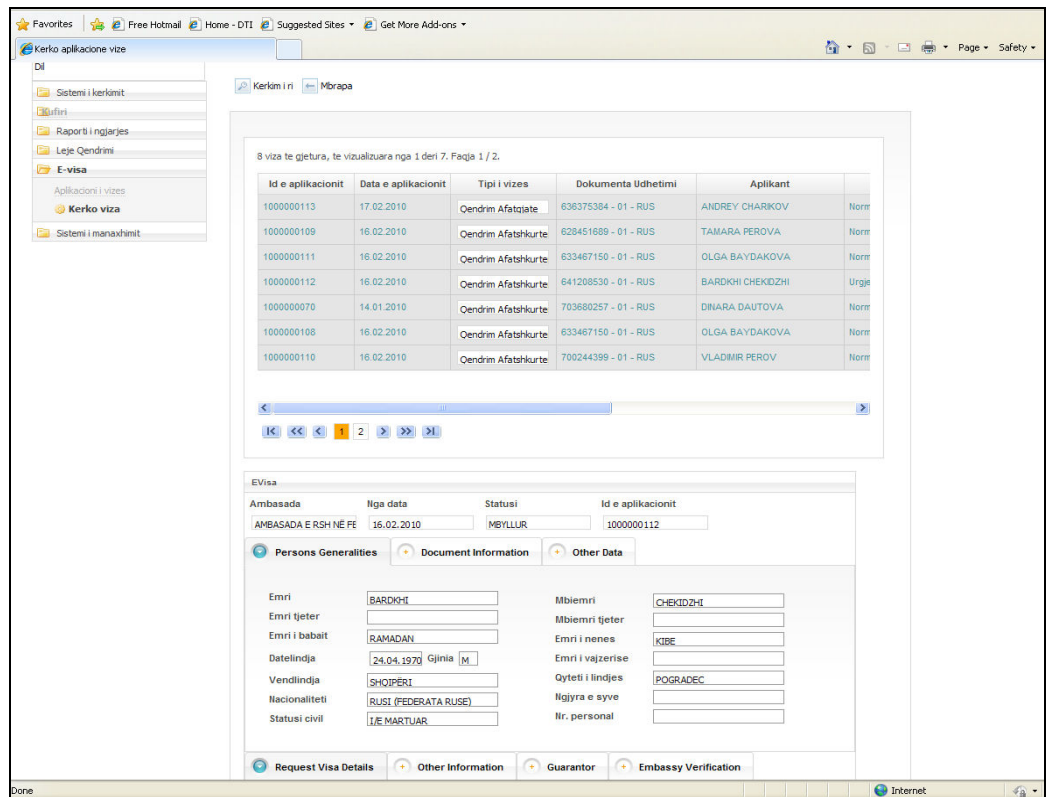 Favorites Free Hotmail Home - DTI Suggested Sites Get More Add-ons
Kerko aplikacione vize Page Safety
Dil
Sistemi i kerkimit
Kufiri
Raporti i ngjarjes
Leje Qendrimi
E-visa
Aplikacioni i vizes
Kerko viza
Sistemi i manaxhimit
Kerkim i ri Mbrapa
8 viza te gjetura, te vizualizuara nga 1 deri 7. Faqja 1 / 2.
Id e aplikacionit Data e aplikacionit Tipi i vizes Dokumenta Udhetimi Aplikant
1000000113 17.02.2010 Qendrim Afatgjate 636375384 - 01 - RUS ANDREY CHARIKOV Norm
1000000109 16.02.2010 Qendrim Afatshkurte 628451689 - 01 - RUS TAMARA PEROVA Norm
1000000111 16.02.2010 Qendrim Afatshkurte 633467150 - 01 - RUS OLGA BAYDAKOVA Norm
1000000112 16.02.2010 Qendrim Afatshkurte 641208530 - 01 - RUS BARDKHI CHEKIDZHI Urgje
1000000070 14.01.2010 Qendrim Afatshkurte 703680257 - 01 - RUS DINARA DAUTOVA Norm
1000000108 16.02.2010 Qendrim Afatshkurte 633467150 - 01 - RUS OLGA BAYDAKOVA Norm
1000000110 16.02.2010 Qendrim Afatshkurte 700244399 - 01 - RUS VLADIMIR PEROV Norm
1 2
EVisa
Ambasada Nga data Statusi Id e aplikacionit
AMBASADA E RSH NË FE 16.02.2010 MBYLLUR 1000000112
Persons Generalities Document Information Other Data
Emri BARDKHI Mbiemri CHEKIDZHI
Emri tjeter Mbiemri tjeter
Emri i babait RAMADAN Emri i nenes KIBE
Datelindja 24.04.1970 Gjinia M Emri i vajzerise
Vendlindja SHQIPËRI Qyteti i lindjes POGRADEC
Nacionaliteti RUSI (FEDERATA RUSE) Ngjyra e syve
Statusi civil I/E MARTUAR Nr. personal
Request Visa Details Other Information Guarantor Embassy Verification
Done Internet